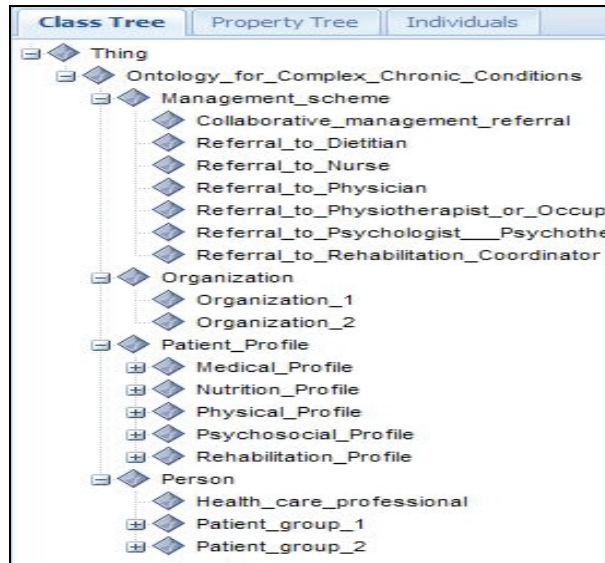 Class Tree Property Tree Individuals
Thing
Ontology_for_Complex_Chronic_Conditions
Management_scheme
Collaborative_management_referral
Referral_to_Dietitian
Referral_to_Nurse
Referral_to_Physician
Referral_to_Physiotherapist_or_Occup
Referral_to_Psychologist___Psychothe
Referral_to_Rehabilitation_Coordinator
Organization
Organization_1
Organization_2
Patient_Profile
Medical_Profile
Nutrition_Profile
Physical_Profile
Psychosocial_Profile
Rehabilitation_Profile
Person
Health_care_professional
Patient_group_1
Patient_group_2